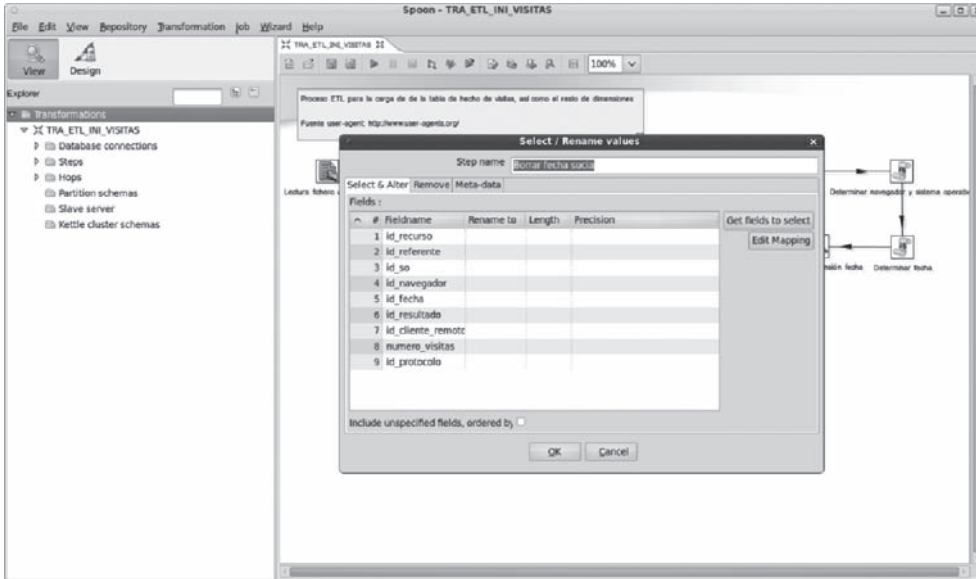 Spoon - TRA_ETL_INI_VISITAS
File Edit View Repository Transformation Job Wizard Help
View Design
TRA_ETL_INI_VISITAS
100%
Explorer
Transformations
TRA_ETL_INI_VISITAS
Database connections
Steps
Hops
Partition schemas
Slave server
Kettle cluster schemas
Proceso ETL para la carga de de la tabla de hecho de visitas, así como el resto de dimensiones
Fuente user-agent: http://www.user-agents.org/
Lectura fichero
Determinar navegador y sistema operativ
fecha
Determinar fecha
Select / Rename values
Step name Borrar fecha sucia
Select & Alter Remove Meta-data
Fields :
# Fieldname Rename to Length Precision
1 id_recurso
2 id_referente
3 id_so
4 id_navegador
5 id_fecha
6 id_resultado
7 id_cliente_remoto
8 numero_visitas
9 id_protocolo
Get fields to select
Edit Mapping
Include unspecified fields, ordered by
OK Cancel